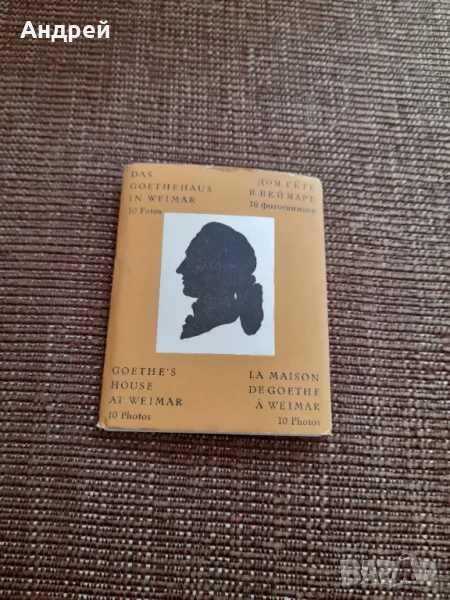 Андрей
DAS
GOETHEHAUS
IN WEIMAR
10 Fotos
ДОМ ГЁТЕ
В ВЕЙМАРЕ
10 фотоснимков
GOETHE'S
HOUSE
AT WEIMAR
10 Photos
LA MAISON
DE GOETHE
À WEIMAR
10 Photos
BAZAR